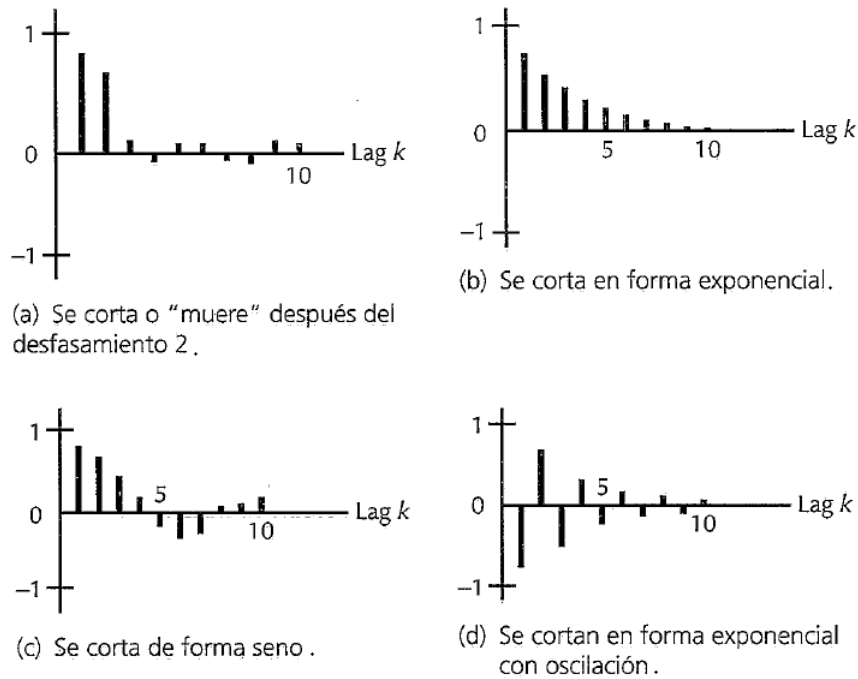 1
0
Lag k
10
−1
(a) Se corta o “muere” después del
desfasamiento 2 .
1
0
Lag k
5
10
−1
(b) Se corta en forma exponencial.
1
5
0
Lag k
10
−1
(c) Se corta de forma seno .
1
5
0
Lag k
10
−1
(d) Se cortan en forma exponencial
con oscilación .